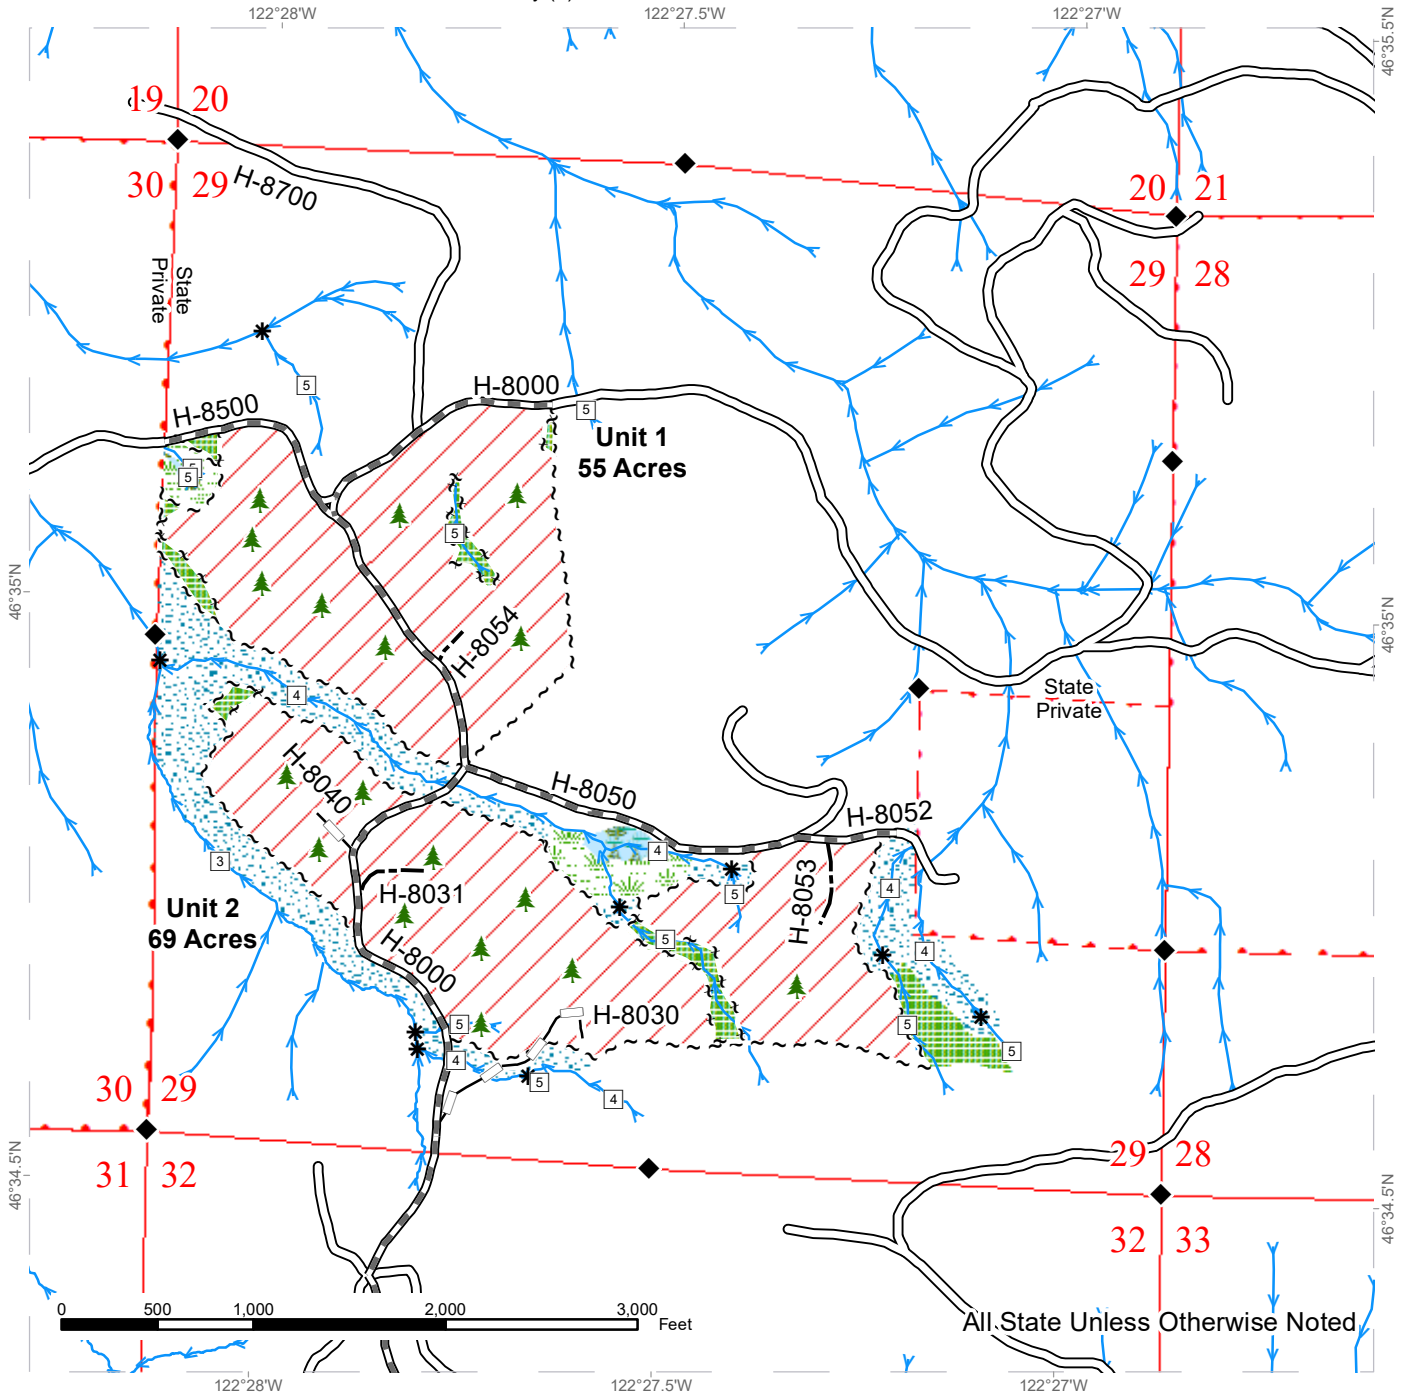 122°28'W
122°27.5'W
122°27'W
46°35.5'N
19 20
30 29
H-8700
20 21
29 28
State
Private
5
H-8000
H-8500
5
Unit 1
55 Acres
5
5
5
46°35'N
46°35'N
H-8054
State
Private
4
H-8040
H-8050
H-8052
4
3
H-8031
5
4
H-8053
Unit 2
69 Acres
5
4
H-8000
H-8030
5
5
4
5
5
4
30 29
31 32
29 28
32 33
46°34.5'N
46°34.5'N
0 500 1,000 2,000 3,000
Feet
All State Unless Otherwise Noted
122°28'W
122°27.5'W
122°27'W